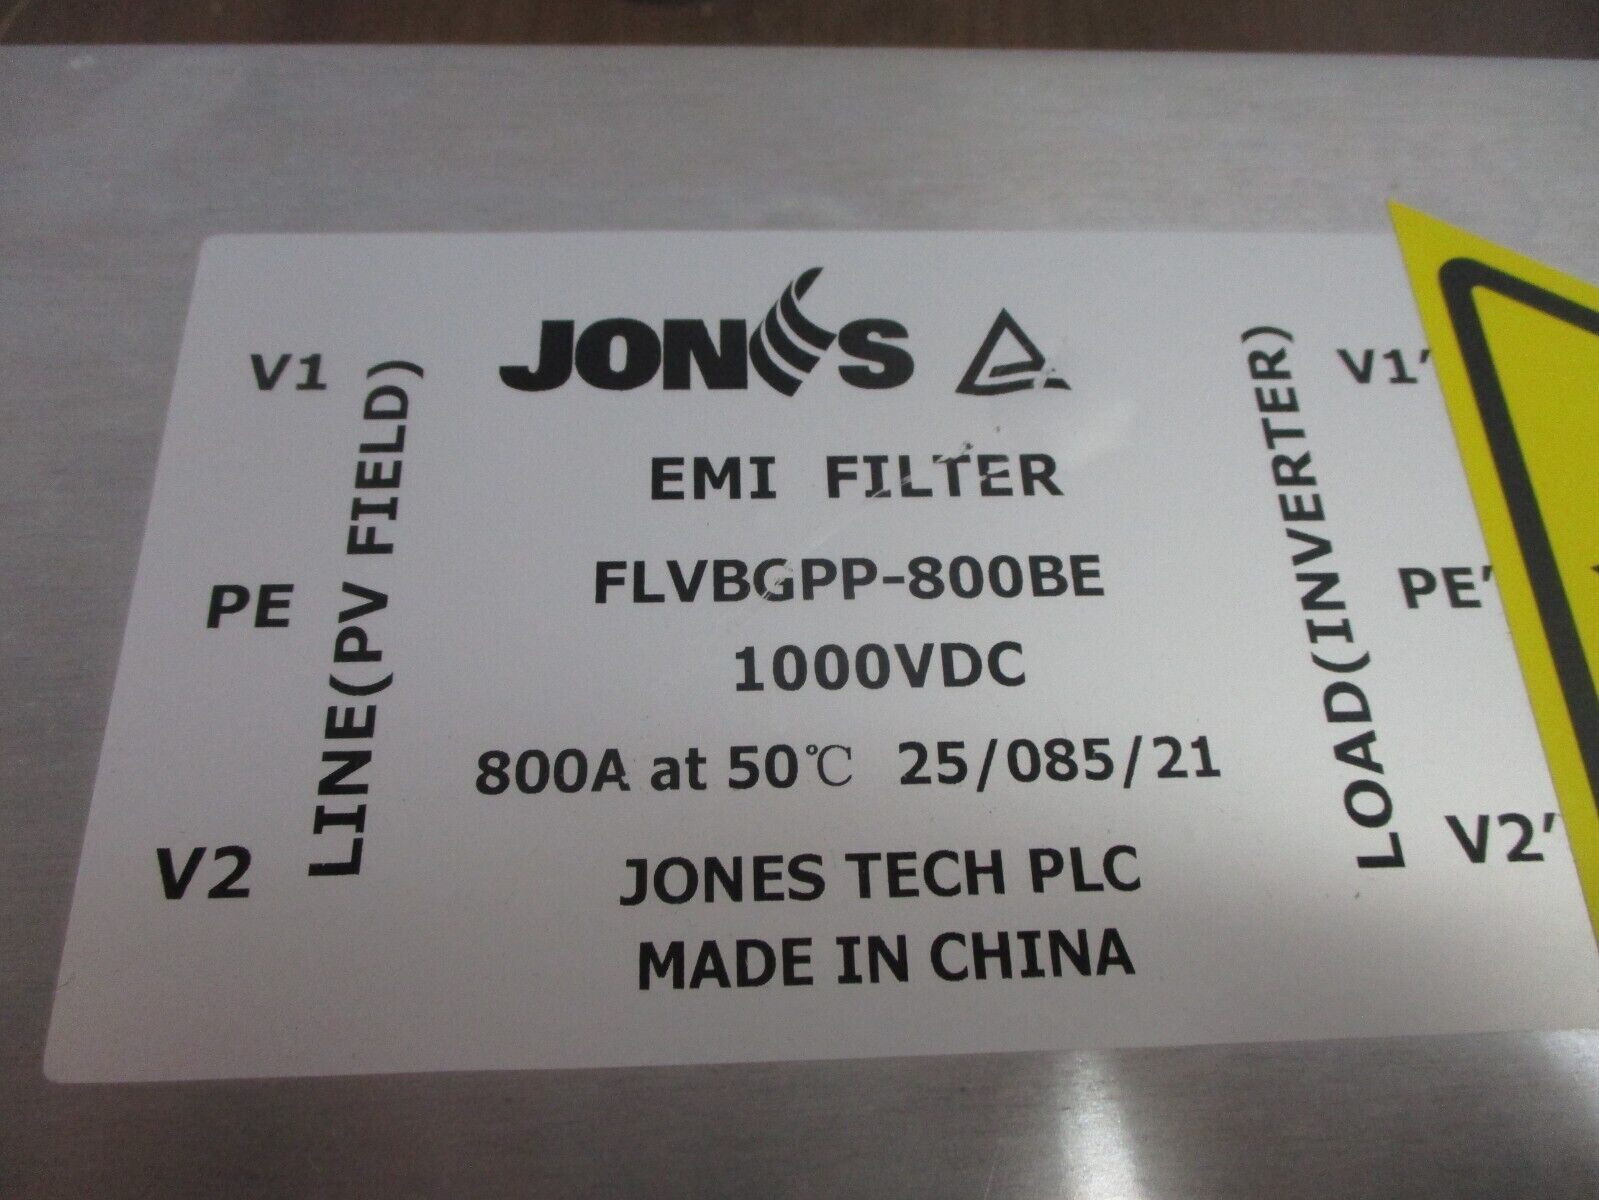 JONES
V1
LINE(PV FIELD)
LOAD(INVERTER)
V1'
EMI FILTER
FLVBGPP-800BE
PE
PE'
1000VDC
800A at 50℃ 25/085/21
V2
V2'
JONES TECH PLC
MADE IN CHINA